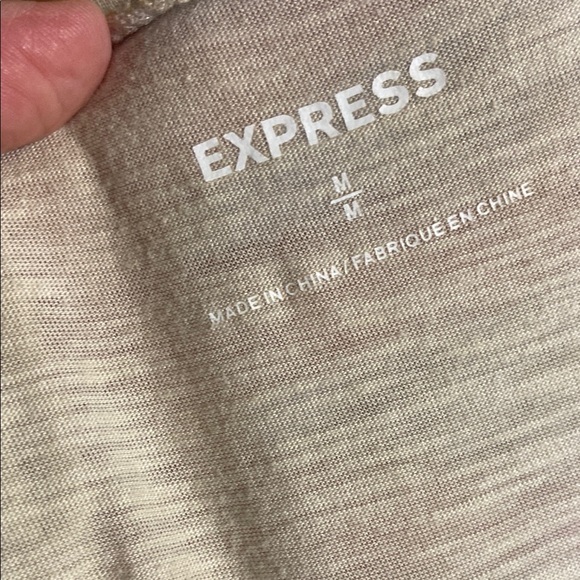 EXPRESS
M
M
MADE IN CHINA / FABRIQUÉ EN CHINE